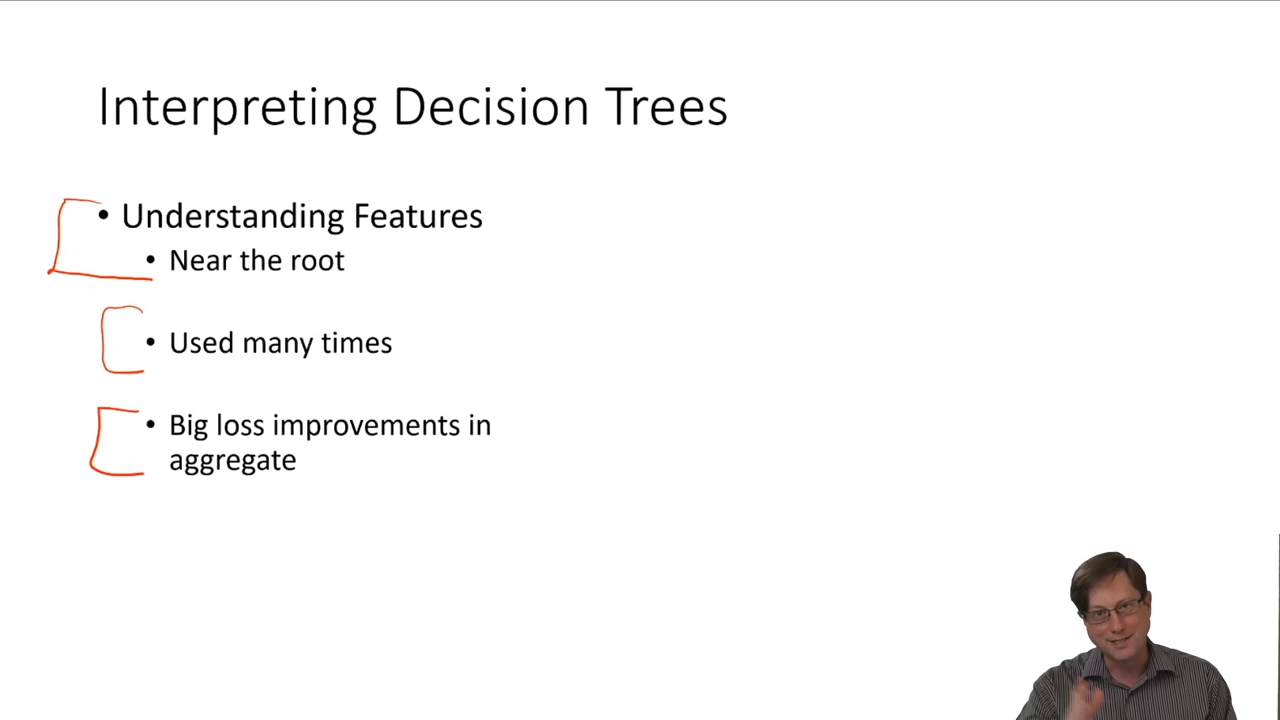 Interpreting Decision Trees
• Understanding Features
• Near the root
• Used many times
• Big loss improvements in
aggregate